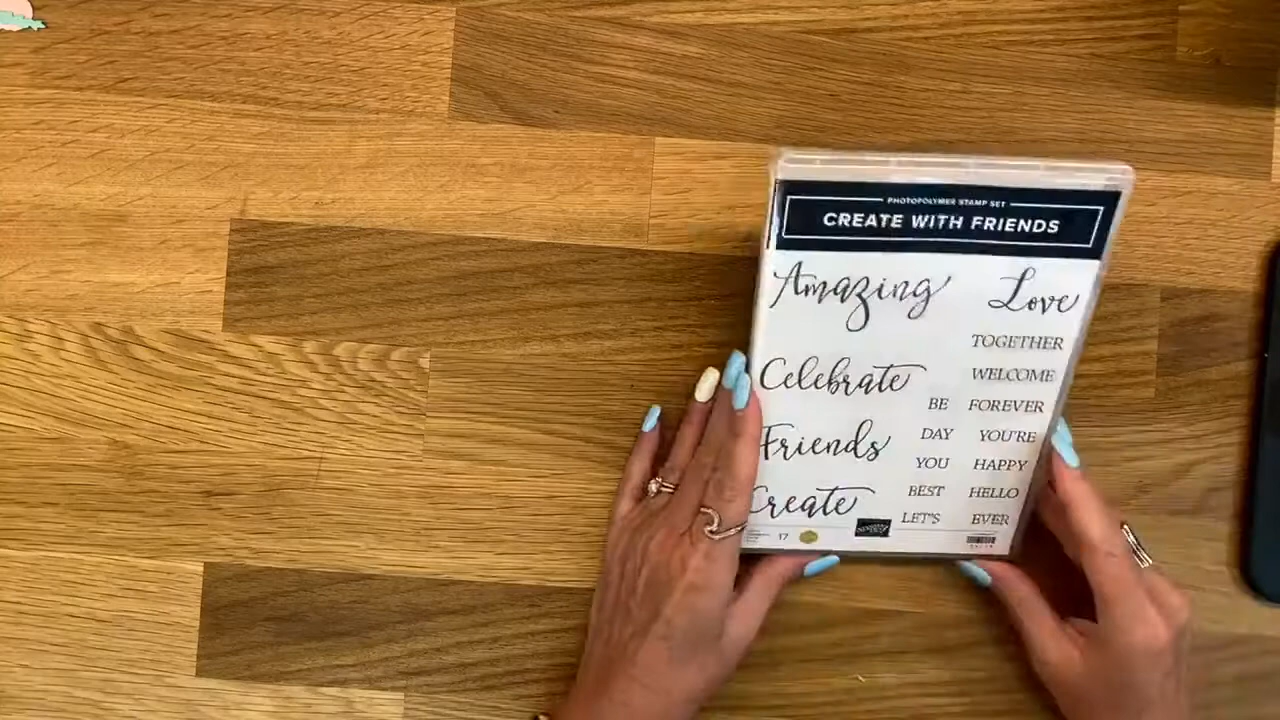 PHOTOPOLYMER STAMP SET
CREATE WITH FRIENDS
Amazing
Love
TOGETHER
Celebrate
WELCOME
BE FOREVER
Friends
DAY YOU'RE
YOU HAPPY
Create
BEST HELLO
LET'S EVER
17